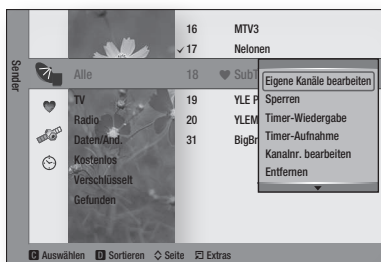 Sender
16 MTV3
17 Nelonen
Alle 18 SubT
TV 19 YLE
Radio 20 YLEM
Daten/And. 31 BigBr
Kostenlos
Verschlüsselt
Gefunden
Eigene Kanäle bearbeiten
Sperren
Timer-Wiedergabe
Timer-Aufnahme
Kanalnr. bearbeiten
Entfernen
C Auswählen D Sortieren Seite Extras